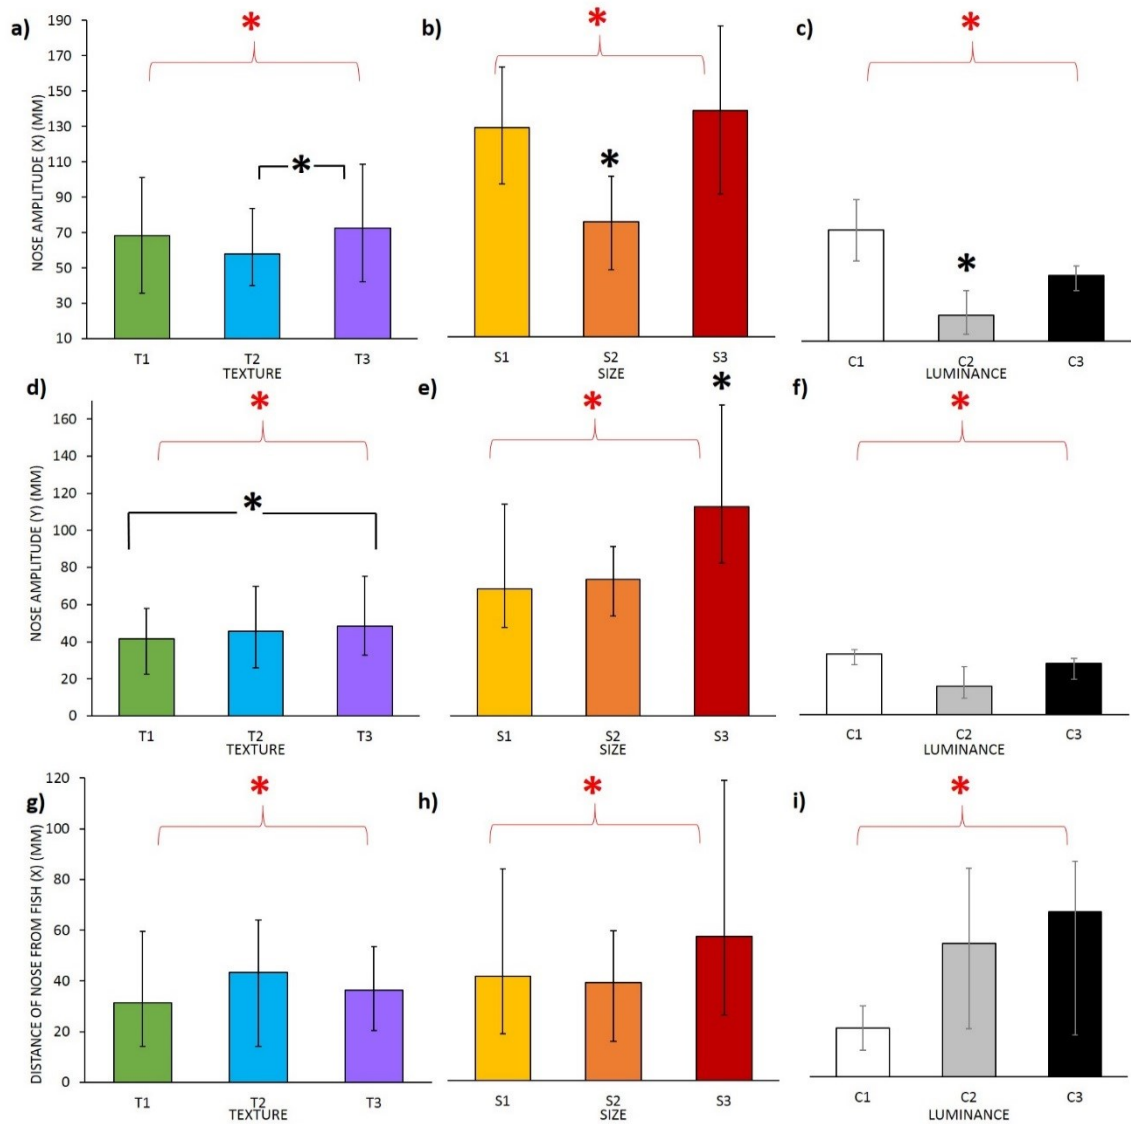 a)
b)
c)
NOSE AMPLITUDE (X) (MM)
190
170
150
130
110
90
70
50
30
10
*
*
*
*
*
*
T1 T2 T3
TEXTURE
S1 S2 S3
SIZE
C1 C2 C3
LUMINANCE
d)
e)
f)
NOSE AMPLITUDE (Y) (MM)
160
140
120
100
80
60
40
20
0
*
*
*
*
*
T1 T2 T3
TEXTURE
S1 S2 S3
SIZE
C1 C2 C3
LUMINANCE
g)
h)
i)
DISTANCE OF NOSE FROM FISH (X) (MM)
120
100
80
60
40
20
0
*
*
*
T1 T2 T3
TEXTURE
S1 S2 S3
SIZE
C1 C2 C3
LUMINANCE